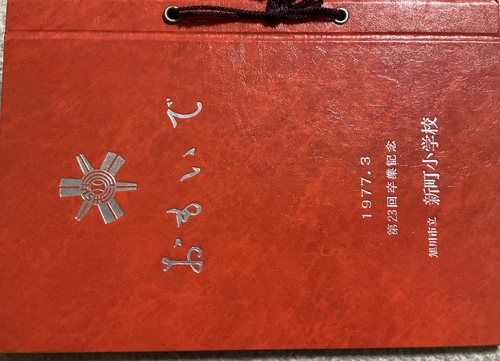 おもいで
1977.3
第23回卒業記念
旭川市立 新町小学校